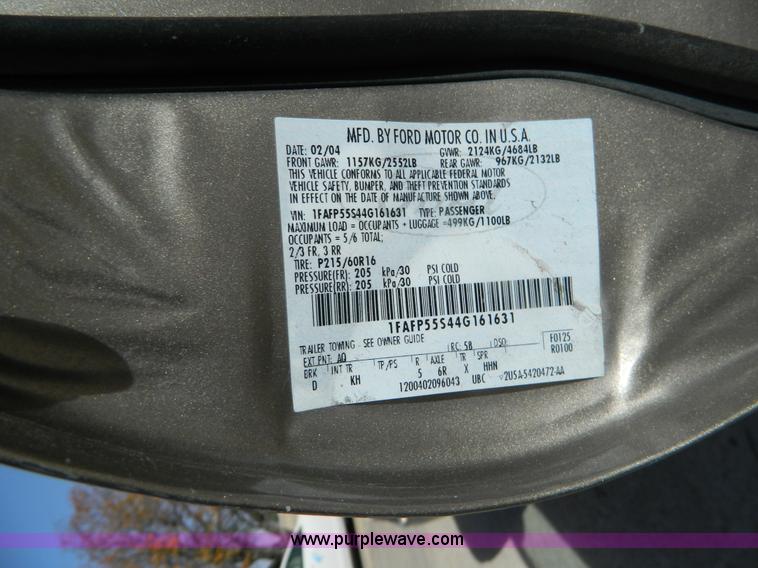 MFD. BY FORD MOTOR CO. IN U.S.A.
DATE: 02/04 GVWR: 2124KG/4684LB
FRONT GAWR: 1157KG/2552LB REAR GAWR: 967KG/2132LB
THIS VEHICLE CONFORMS TO ALL APPLICABLE FEDERAL MOTOR
VEHICLE SAFETY, BUMPER, AND THEFT PREVENTION STANDARDS
IN EFFECT ON THE DATE OF MANUFACTURE SHOWN ABOVE.
VIN: 1FAFP55S44G161631 TYPE: PASSENGER
MAXIMUM LOAD = OCCUPANTS + LUGGAGE =499KG/1100LB
OCCUPANTS = 5/6 TOTAL;
2/3 FR, 3 RR
TIRE: P215/60R16
PRESSURE(FR): 205 kPa/30 PSI COLD
PRESSURE(RR): 205 kPa/30 PSI COLD
1FAFP55S44G161631
TRAILER TOWING - SEE OWNER GUIDE F0125
EXT PNT: AQ RC: 58 DSO: R0100
BRK INT TR TP/PS R AXLE TR SPR
D KH 5 6R X HHN
1200402096043 UBC 2U5A-5420472-AA
www.purplewave.com